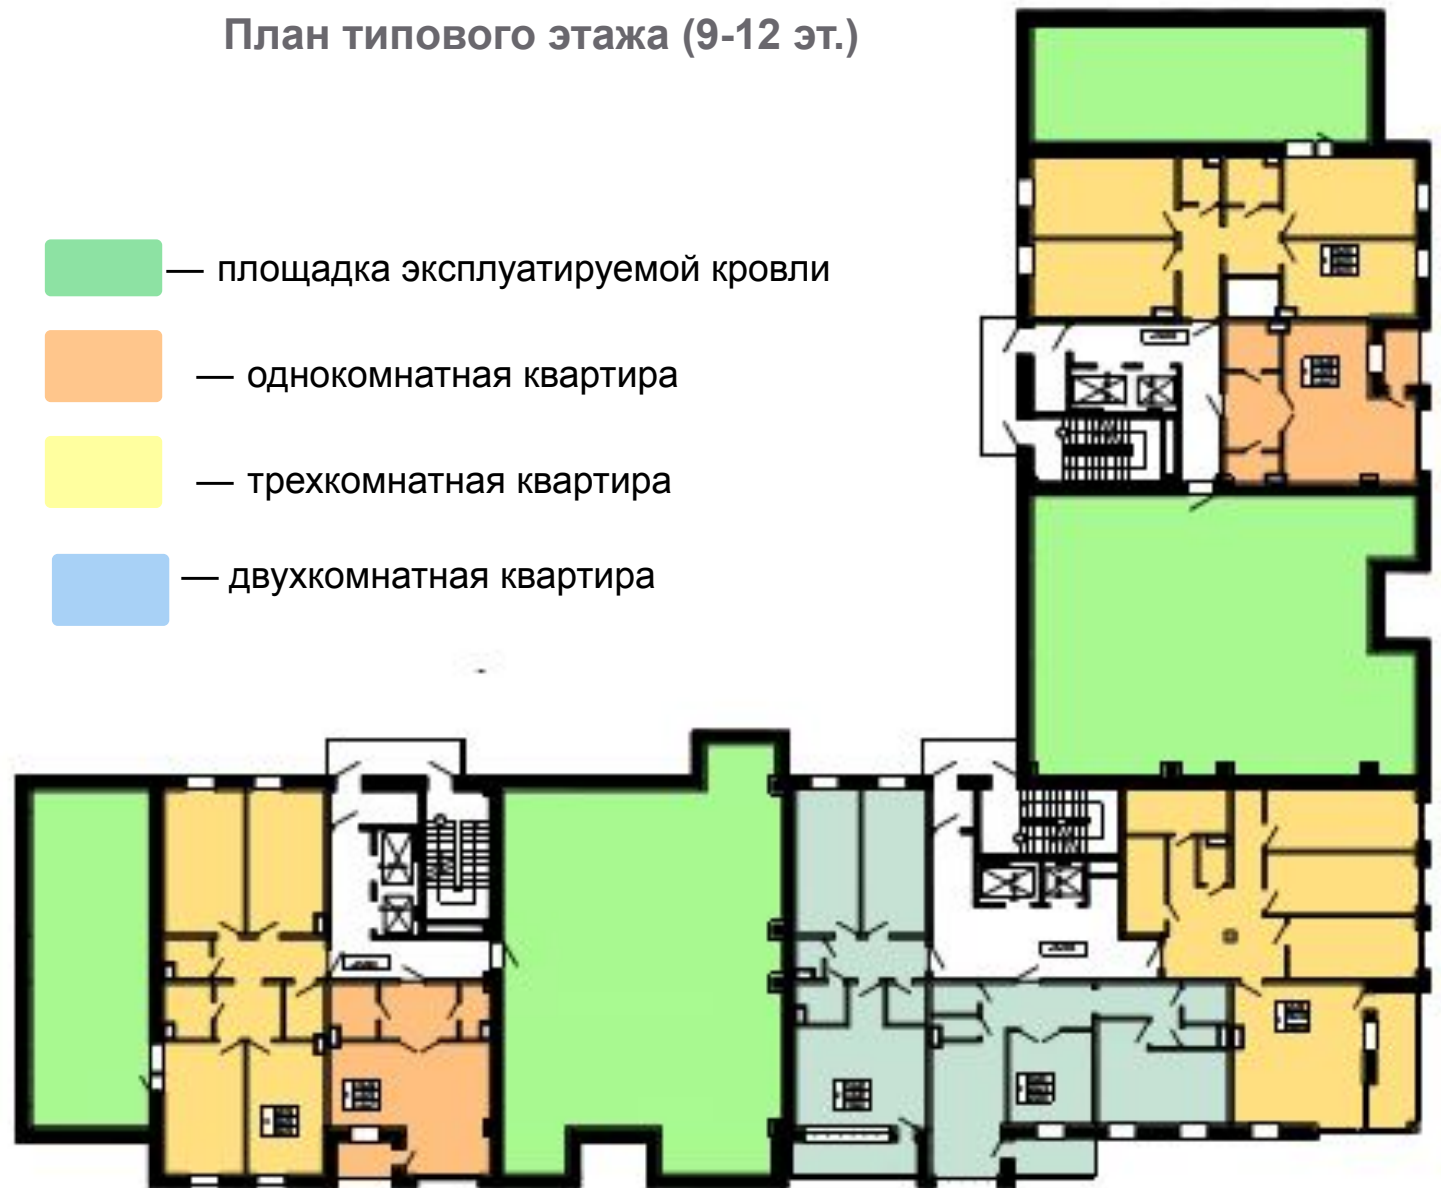 План типового этажа (9-12 эт.)
— площадка эксплуатируемой кровли
— однокомнатная квартира
— трехкомнатная квартира
— двухкомнатная квартира